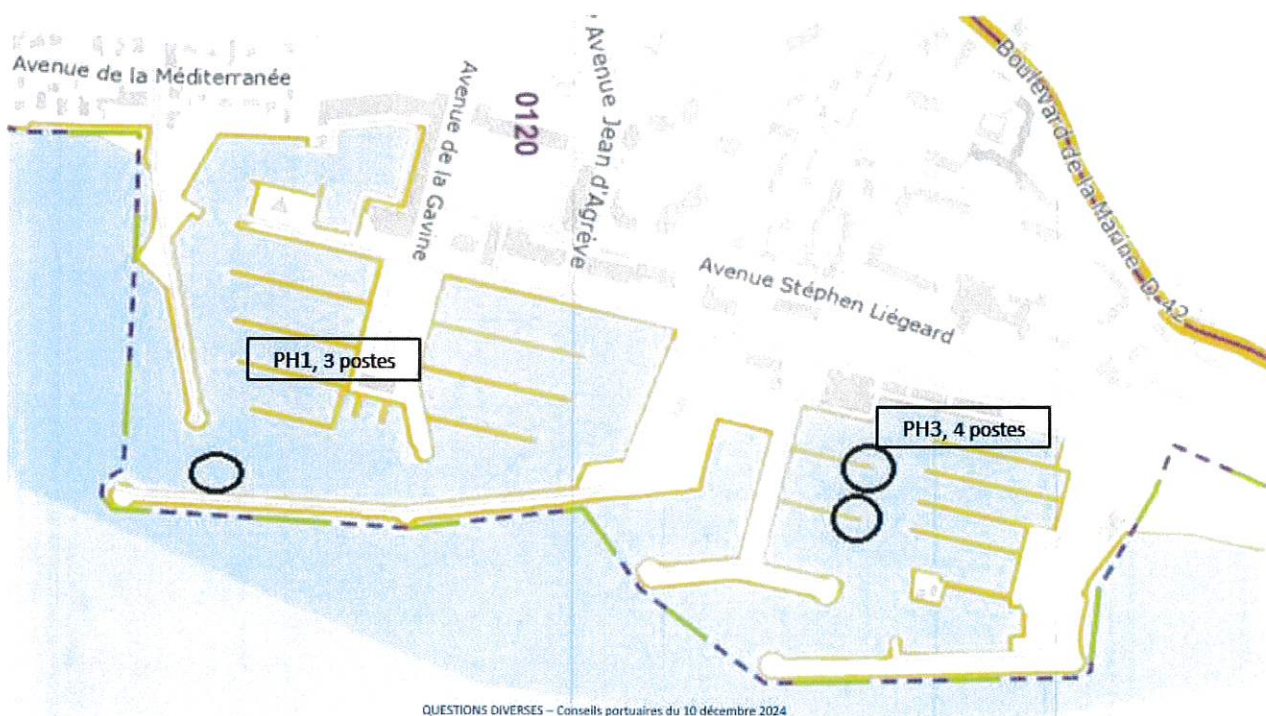 Avenue de la Méditerranée
Avenue de la Gavine
0120
Avenue Jean d'Agrève
Boulevard de la Marine D 42
Avenue Stéphen Liégeard
PH1, 3 postes
PH3, 4 postes
QUESTIONS DIVERSES – Conseils portuaires du 10 décembre 2024